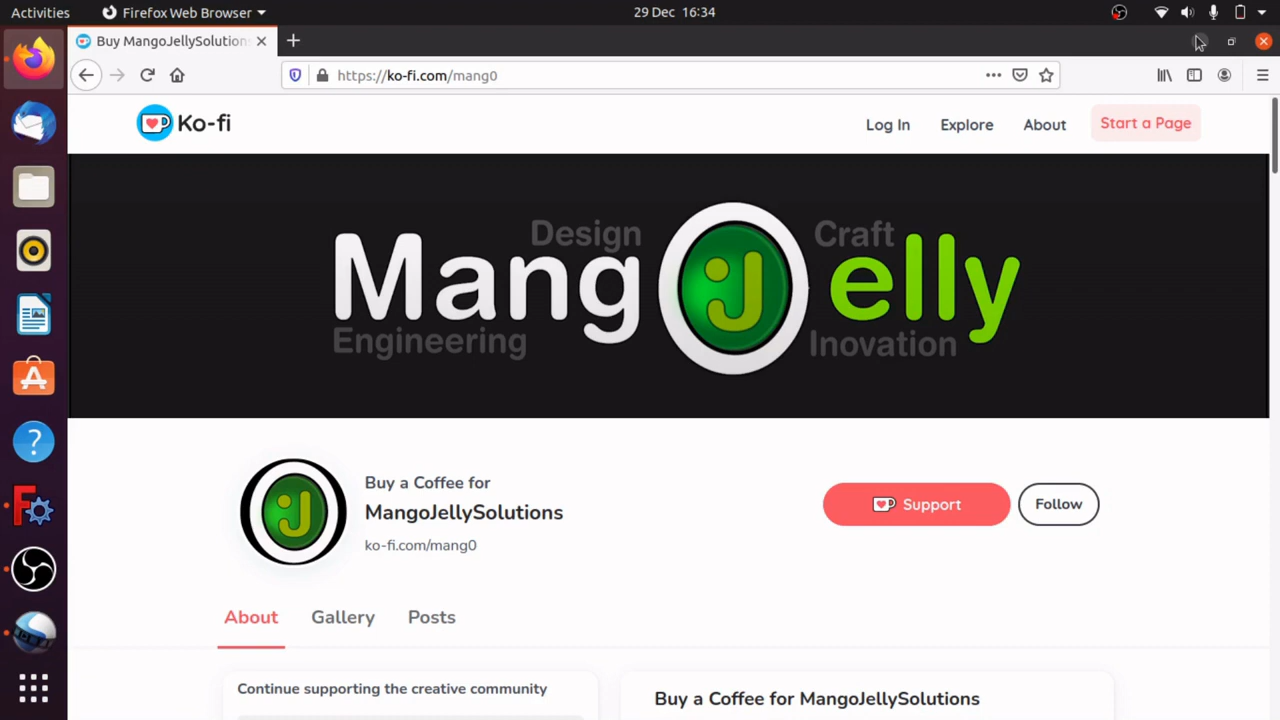 Activities
Firefox Web Browser
29 Dec 16:34
Buy MangoJellySolution
https://ko-fi.com/mang0
Ko-fi
Log In
Explore
About
Start a Page
Design
Craft
Mang J elly
Engineering
Inovation
Buy a Coffee for
MangoJellySolutions
ko-fi.com/mang0
Support
Follow
About
Gallery
Posts
Continue supporting the creative community
Buy a Coffee for MangoJellySolutions